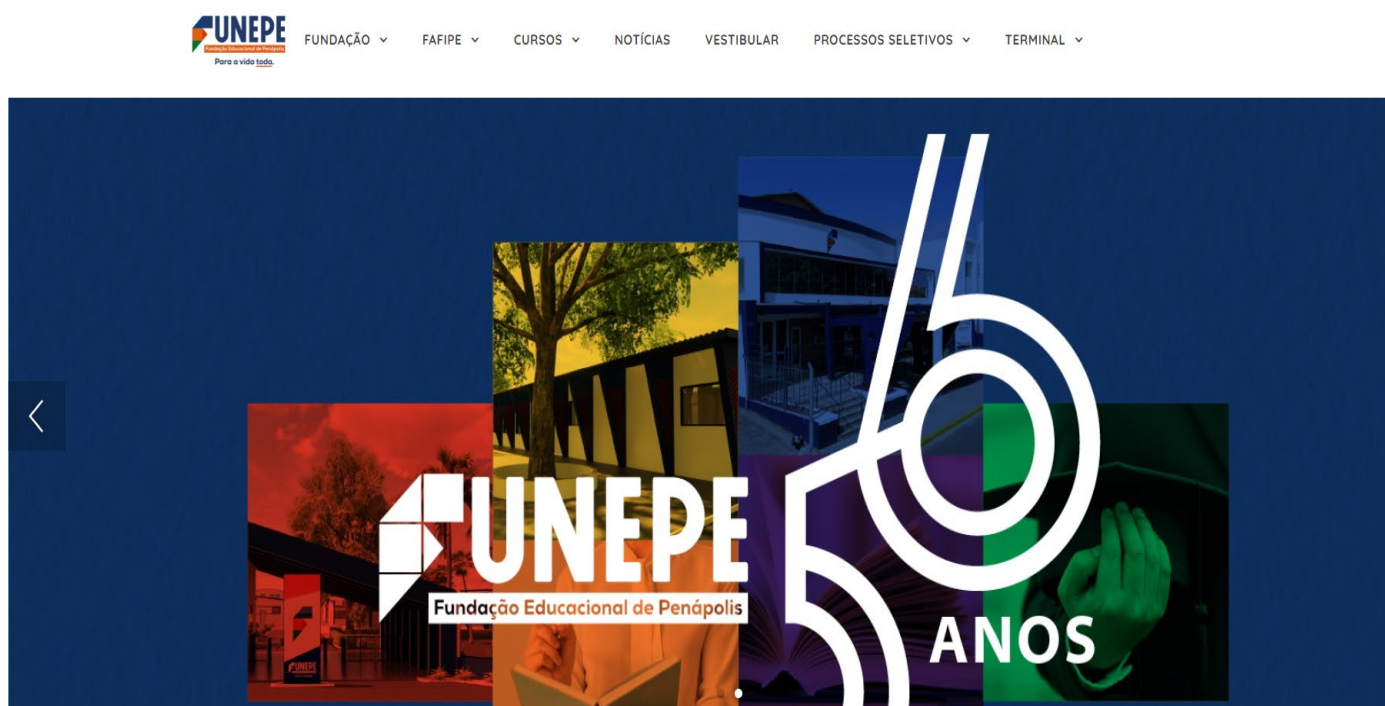 FUNEPE
Fundação Educacional de Penápolis
Para a vida toda.
FUNDAÇÃO
FAFIPE
CURSOS
NOTÍCIAS
VESTIBULAR
PROCESSOS SELETIVOS
TERMINAL
56
FUNEPE
Fundação Educacional de Penápolis
ANOS
FUNEPE